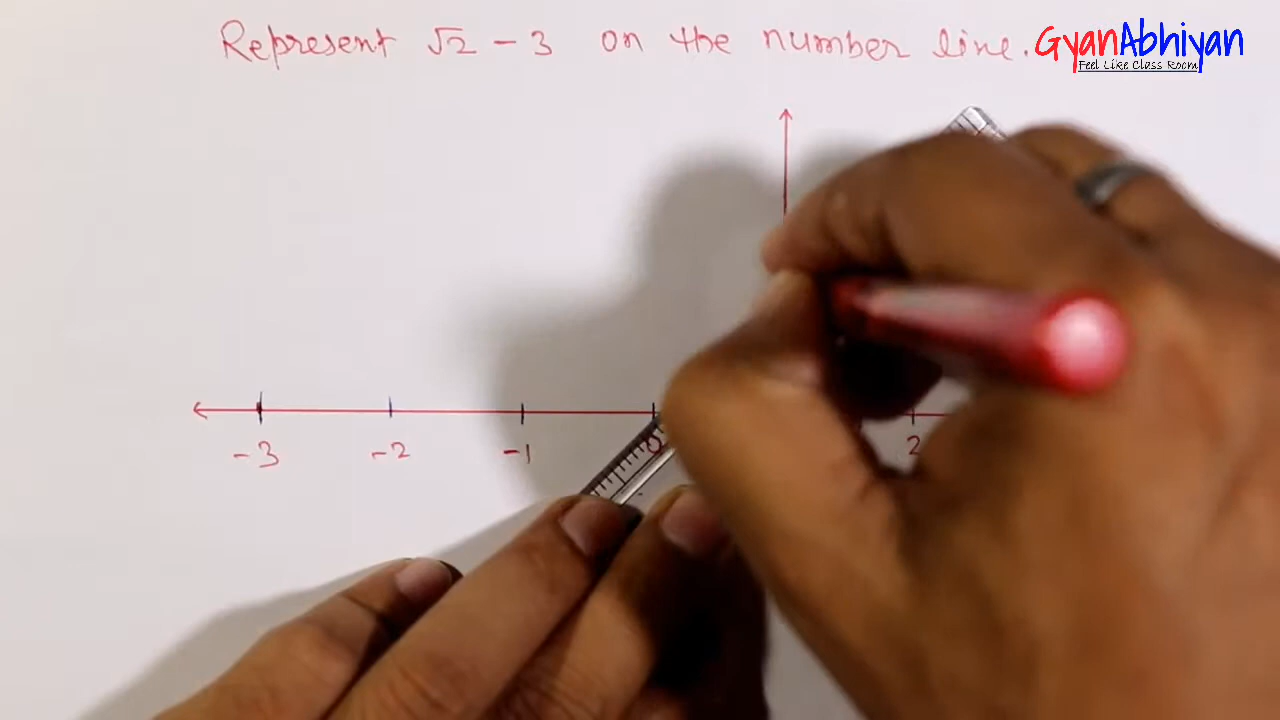 Represent √2 - 3 on the number line.
GyanAbhiyan
Feel Like Class Room
-3 -2 -1 0 2